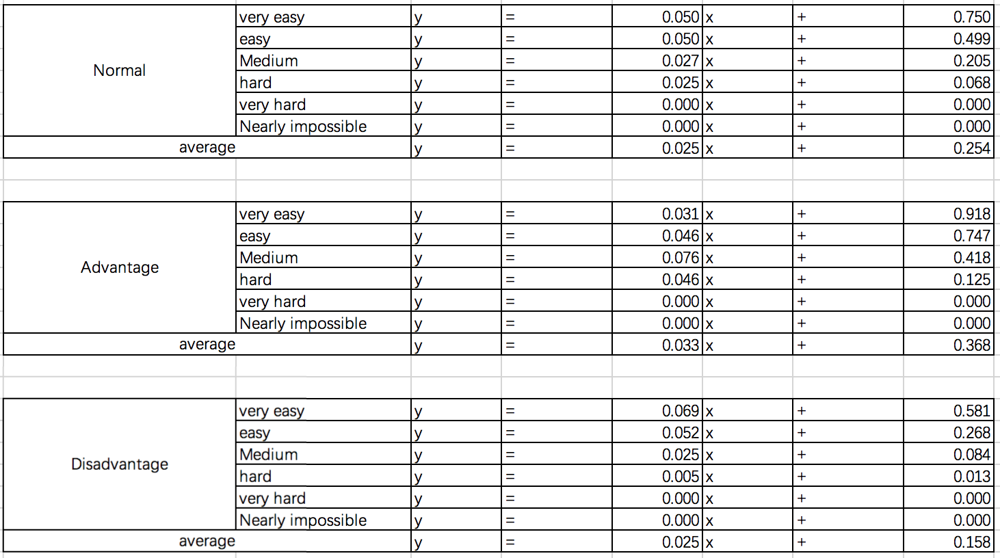 Normal
very easy y = 0.050 x + 0.750
easy y = 0.050 x + 0.499
Medium y = 0.027 x + 0.205
hard y = 0.025 x + 0.068
very hard y = 0.000 x + 0.000
Nearly impossible y = 0.000 x + 0.000
average y = 0.025 x + 0.254
Advantage
very easy y = 0.031 x + 0.918
easy y = 0.046 x + 0.747
Medium y = 0.076 x + 0.418
hard y = 0.046 x + 0.125
very hard y = 0.000 x + 0.000
Nearly impossible y = 0.000 x + 0.000
average y = 0.033 x + 0.368
Disadvantage
very easy y = 0.069 x + 0.581
easy y = 0.052 x + 0.268
Medium y = 0.025 x + 0.084
hard y = 0.005 x + 0.013
very hard y = 0.000 x + 0.000
Nearly impossible y = 0.000 x + 0.000
average y = 0.025 x + 0.158